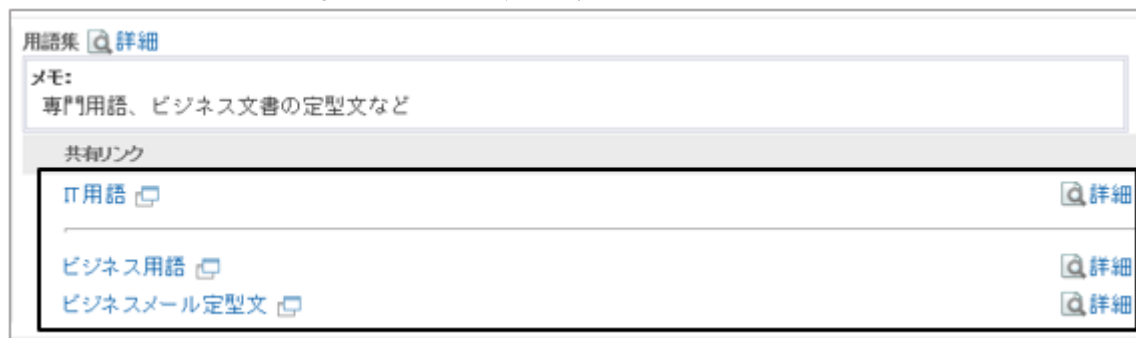 用語集 詳細
メモ:
専門用語、ビジネス文書の定型文など
共有リンク
IT用語 詳細
ビジネス用語 詳細
ビジネスメール定型文 詳細